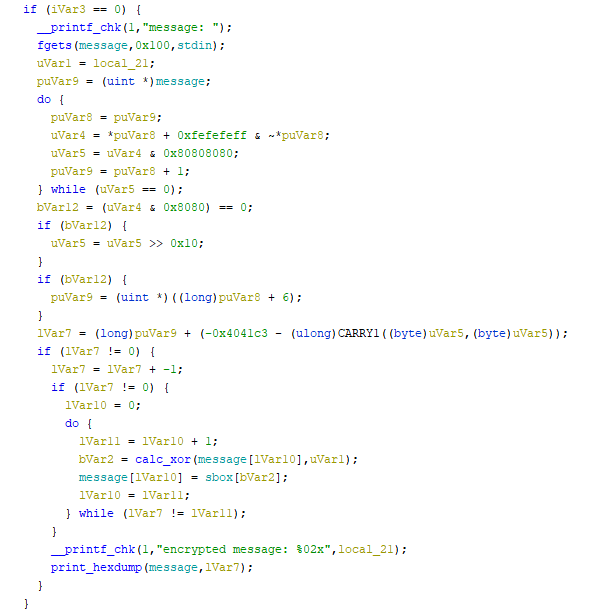 if (iVar3 == 0) {
__printf_chk(1,"message: ");
fgets(message,0x100,stdin);
uVar1 = local_21;
puVar9 = (uint *)message;
do {
puVar8 = puVar9;
uVar4 = *puVar8 + 0xfefefeff & ~*puVar8;
uVar5 = uVar4 & 0x80808080;
puVar9 = puVar8 + 1;
} while (uVar5 == 0);
bVar12 = (uVar4 & 0x8080) == 0;
if (bVar12) {
uVar5 = uVar5 >> 0x10;
}
if (bVar12) {
puVar9 = (uint *)((long)puVar8 + 6);
}
lVar7 = (long)puVar9 + (-0x4041c3 - (ulong)CARRY1((byte)uVar5,(byte)uVar5));
if (lVar7 != 0) {
lVar7 = lVar7 + -1;
if (lVar7 != 0) {
lVar10 = 0;
do {
lVar11 = lVar10 + 1;
bVar2 = calc_xor(message[lVar10],uVar1);
message[lVar10] = sbox[bVar2];
lVar10 = lVar11;
} while (lVar7 != lVar11);
}
__printf_chk(1,"encrypted message: %02x",local_21);
print_hexdump(message,lVar7);
}
}